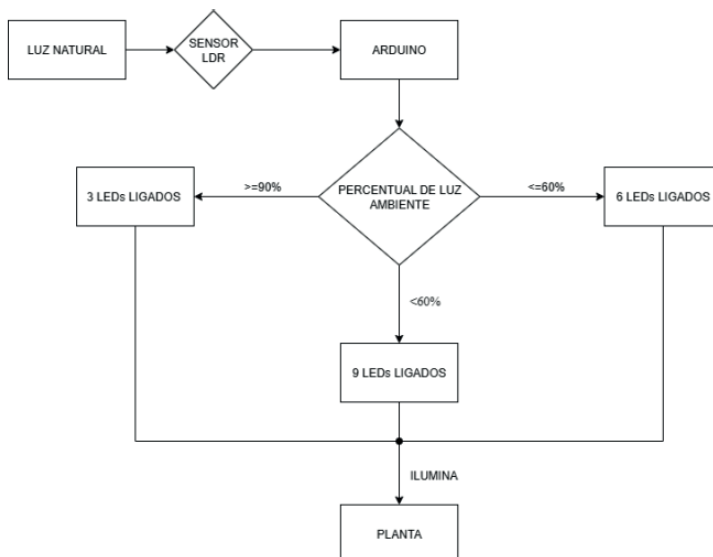 LUZ NATURAL
SENSOR
LDR
ARDUINO
3 LEDs LIGADOS
>=90%
PERCENTUAL DE LUZ
AMBIENTE
<=60%
6 LEDs LIGADOS
<60%
9 LEDs LIGADOS
ILUMINA
PLANTA